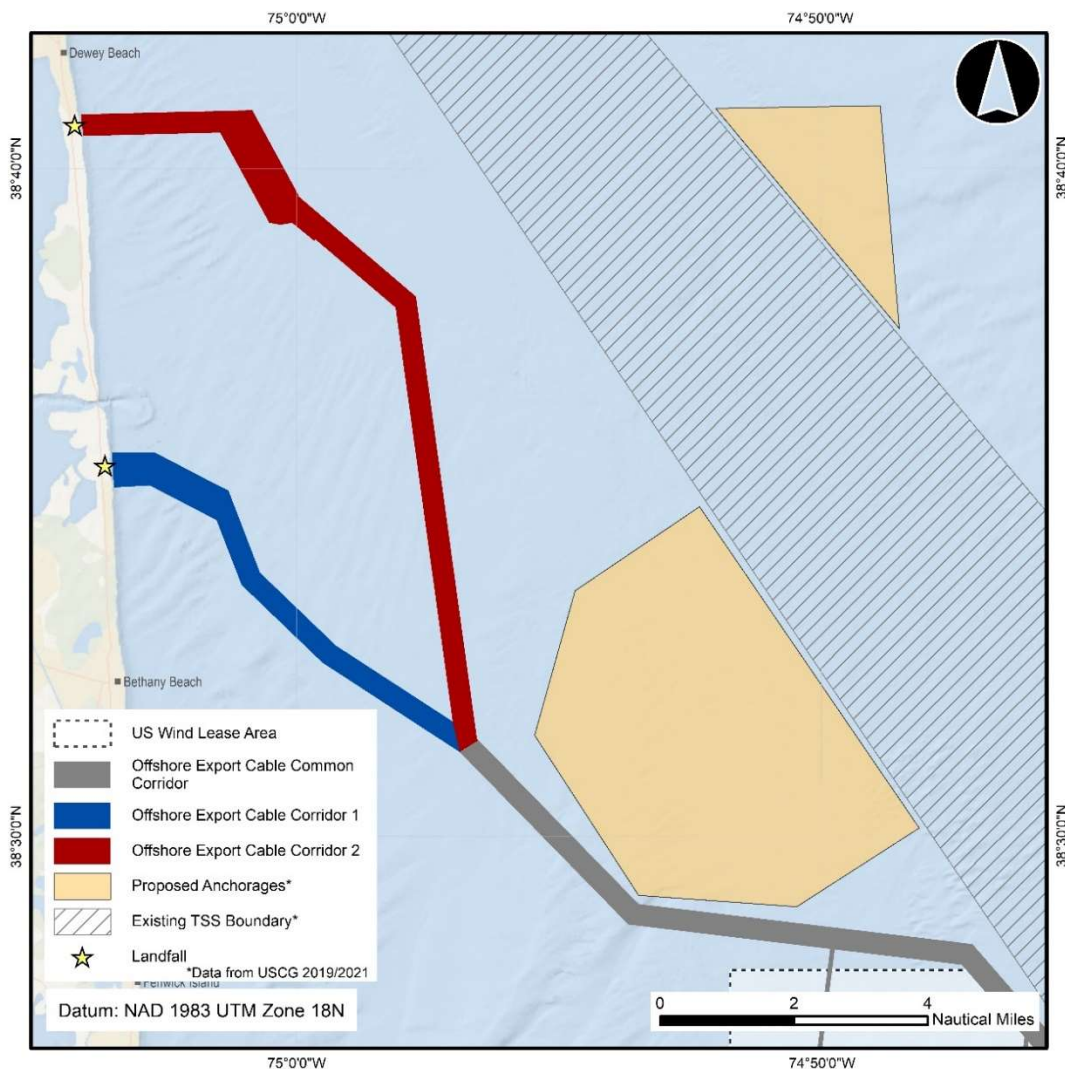 75°0'0"W
74°50'0"W
Dewey Beach
38°40'0"N
38°40'0"N
Bethany Beach
US Wind Lease Area
Offshore Export Cable Common
Corridor
Offshore Export Cable Corridor 1
Offshore Export Cable Corridor 2
38°30'0"N
38°30'0"N
Proposed Anchorages*
Existing TSS Boundary*
Landfall
*Data from USCG 2019/2021
Fenwick Island
Datum: NAD 1983 UTM Zone 18N
0 2 4
Nautical Miles
75°0'0"W
74°50'0"W